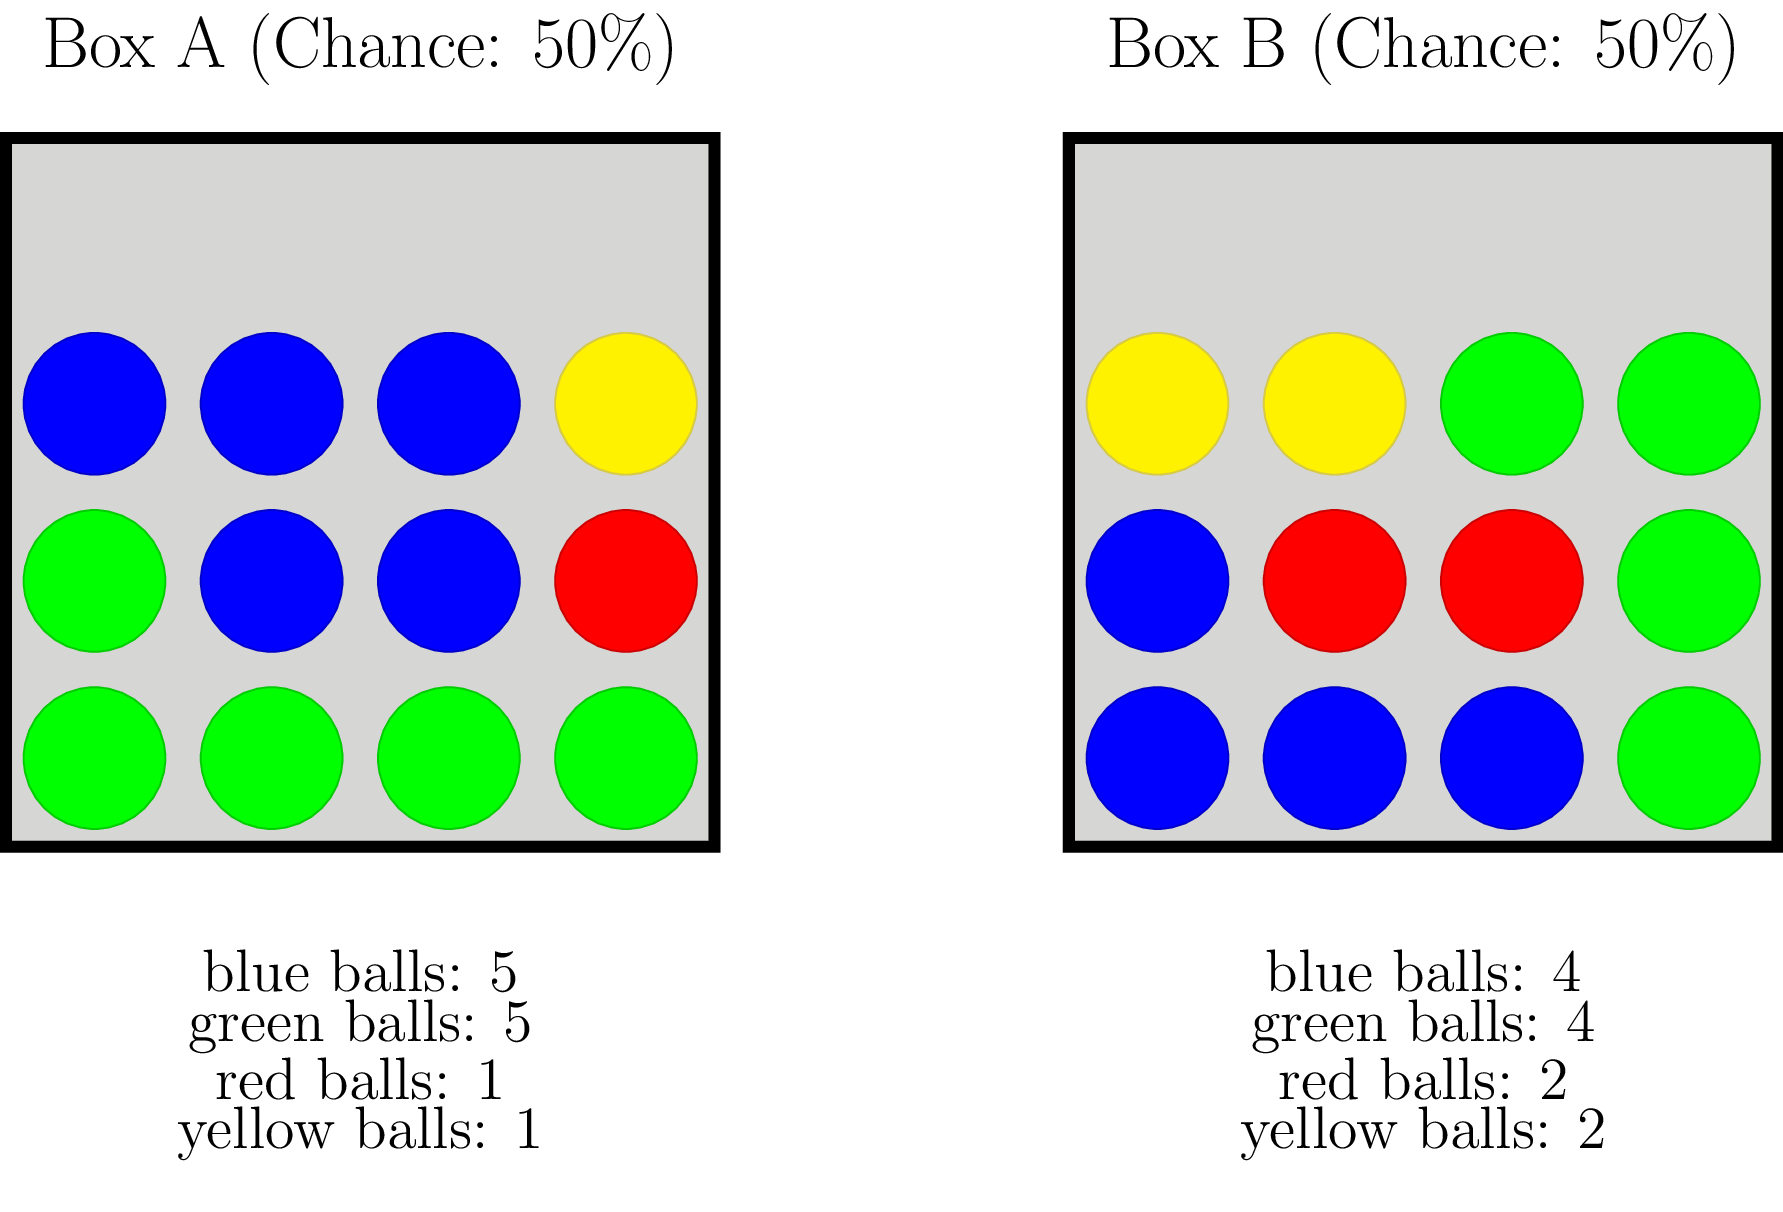 Box A (Chance: 50%)
Box B (Chance: 50%)
blue balls: 5
green balls: 5
red balls: 1
yellow balls: 1
blue balls: 4
green balls: 4
red balls: 2
yellow balls: 2